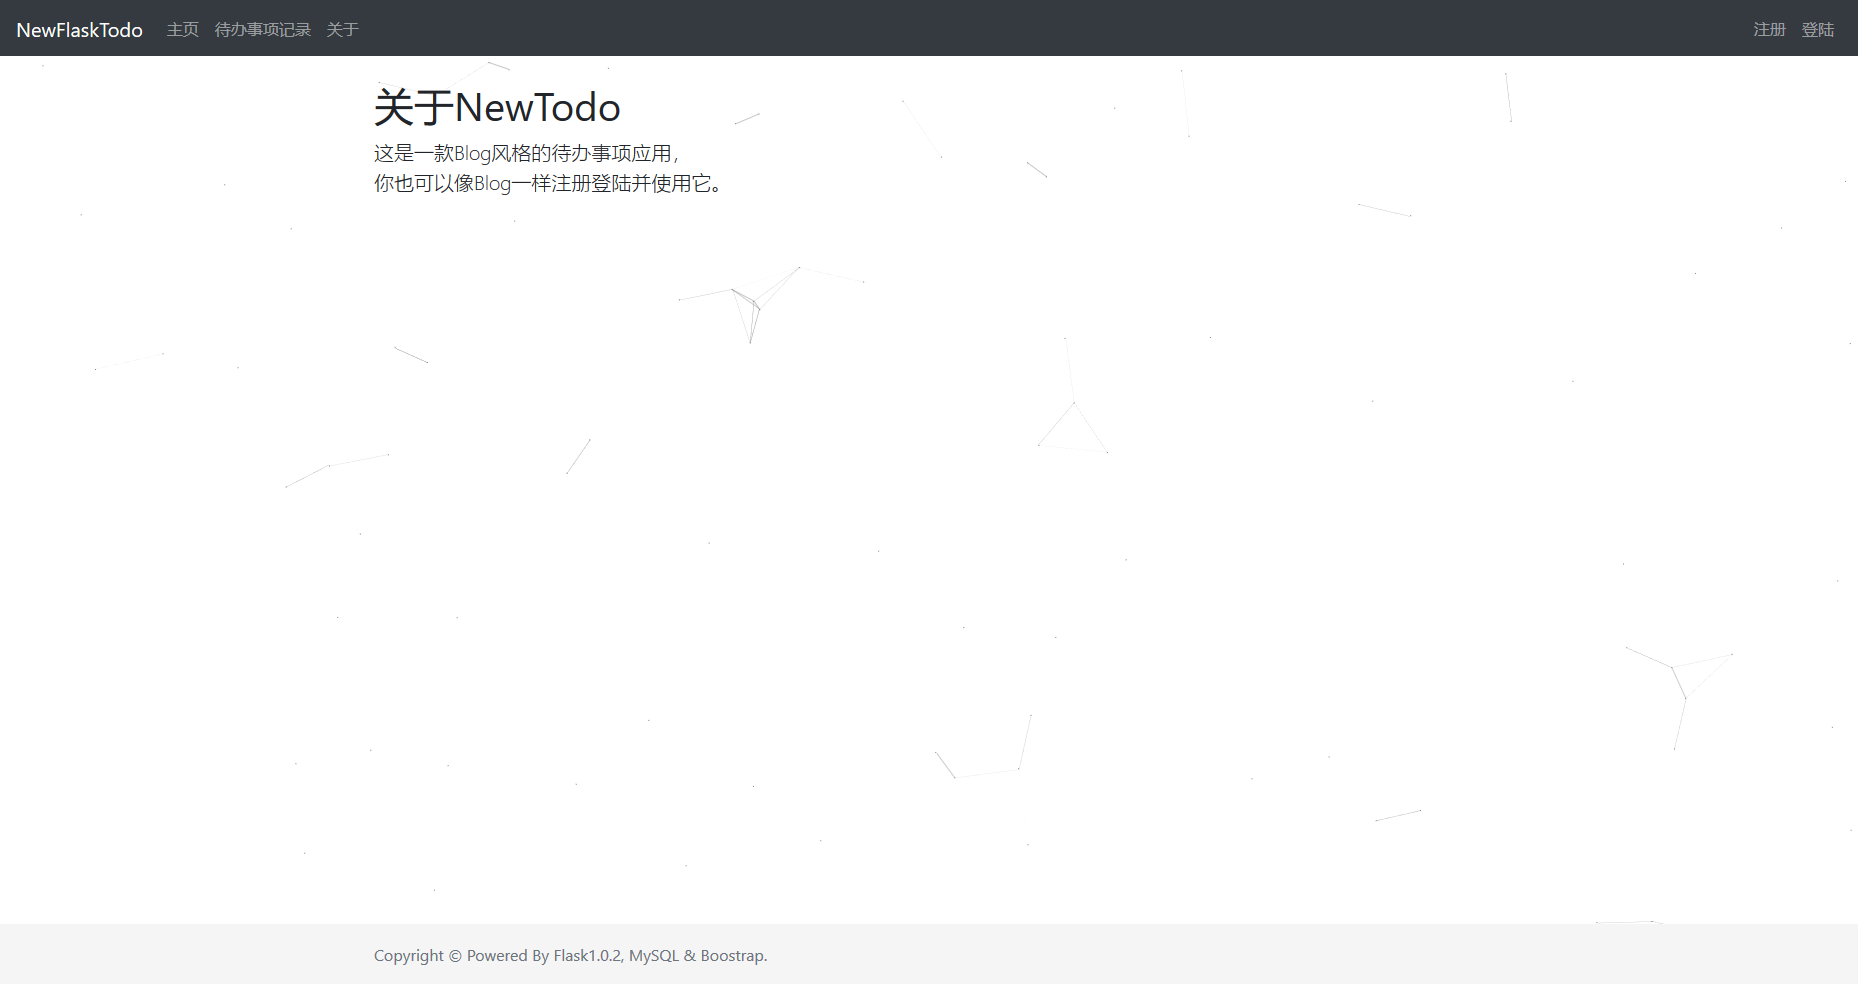 NewFlaskTodo 主页 待办事项记录 关于 注册 登陆
关于NewTodo
这是一款Blog风格的待办事项应用，
你也可以像Blog一样注册登陆并使用它。
Copyright © Powered By Flask1.0.2, MySQL & Boostrap.